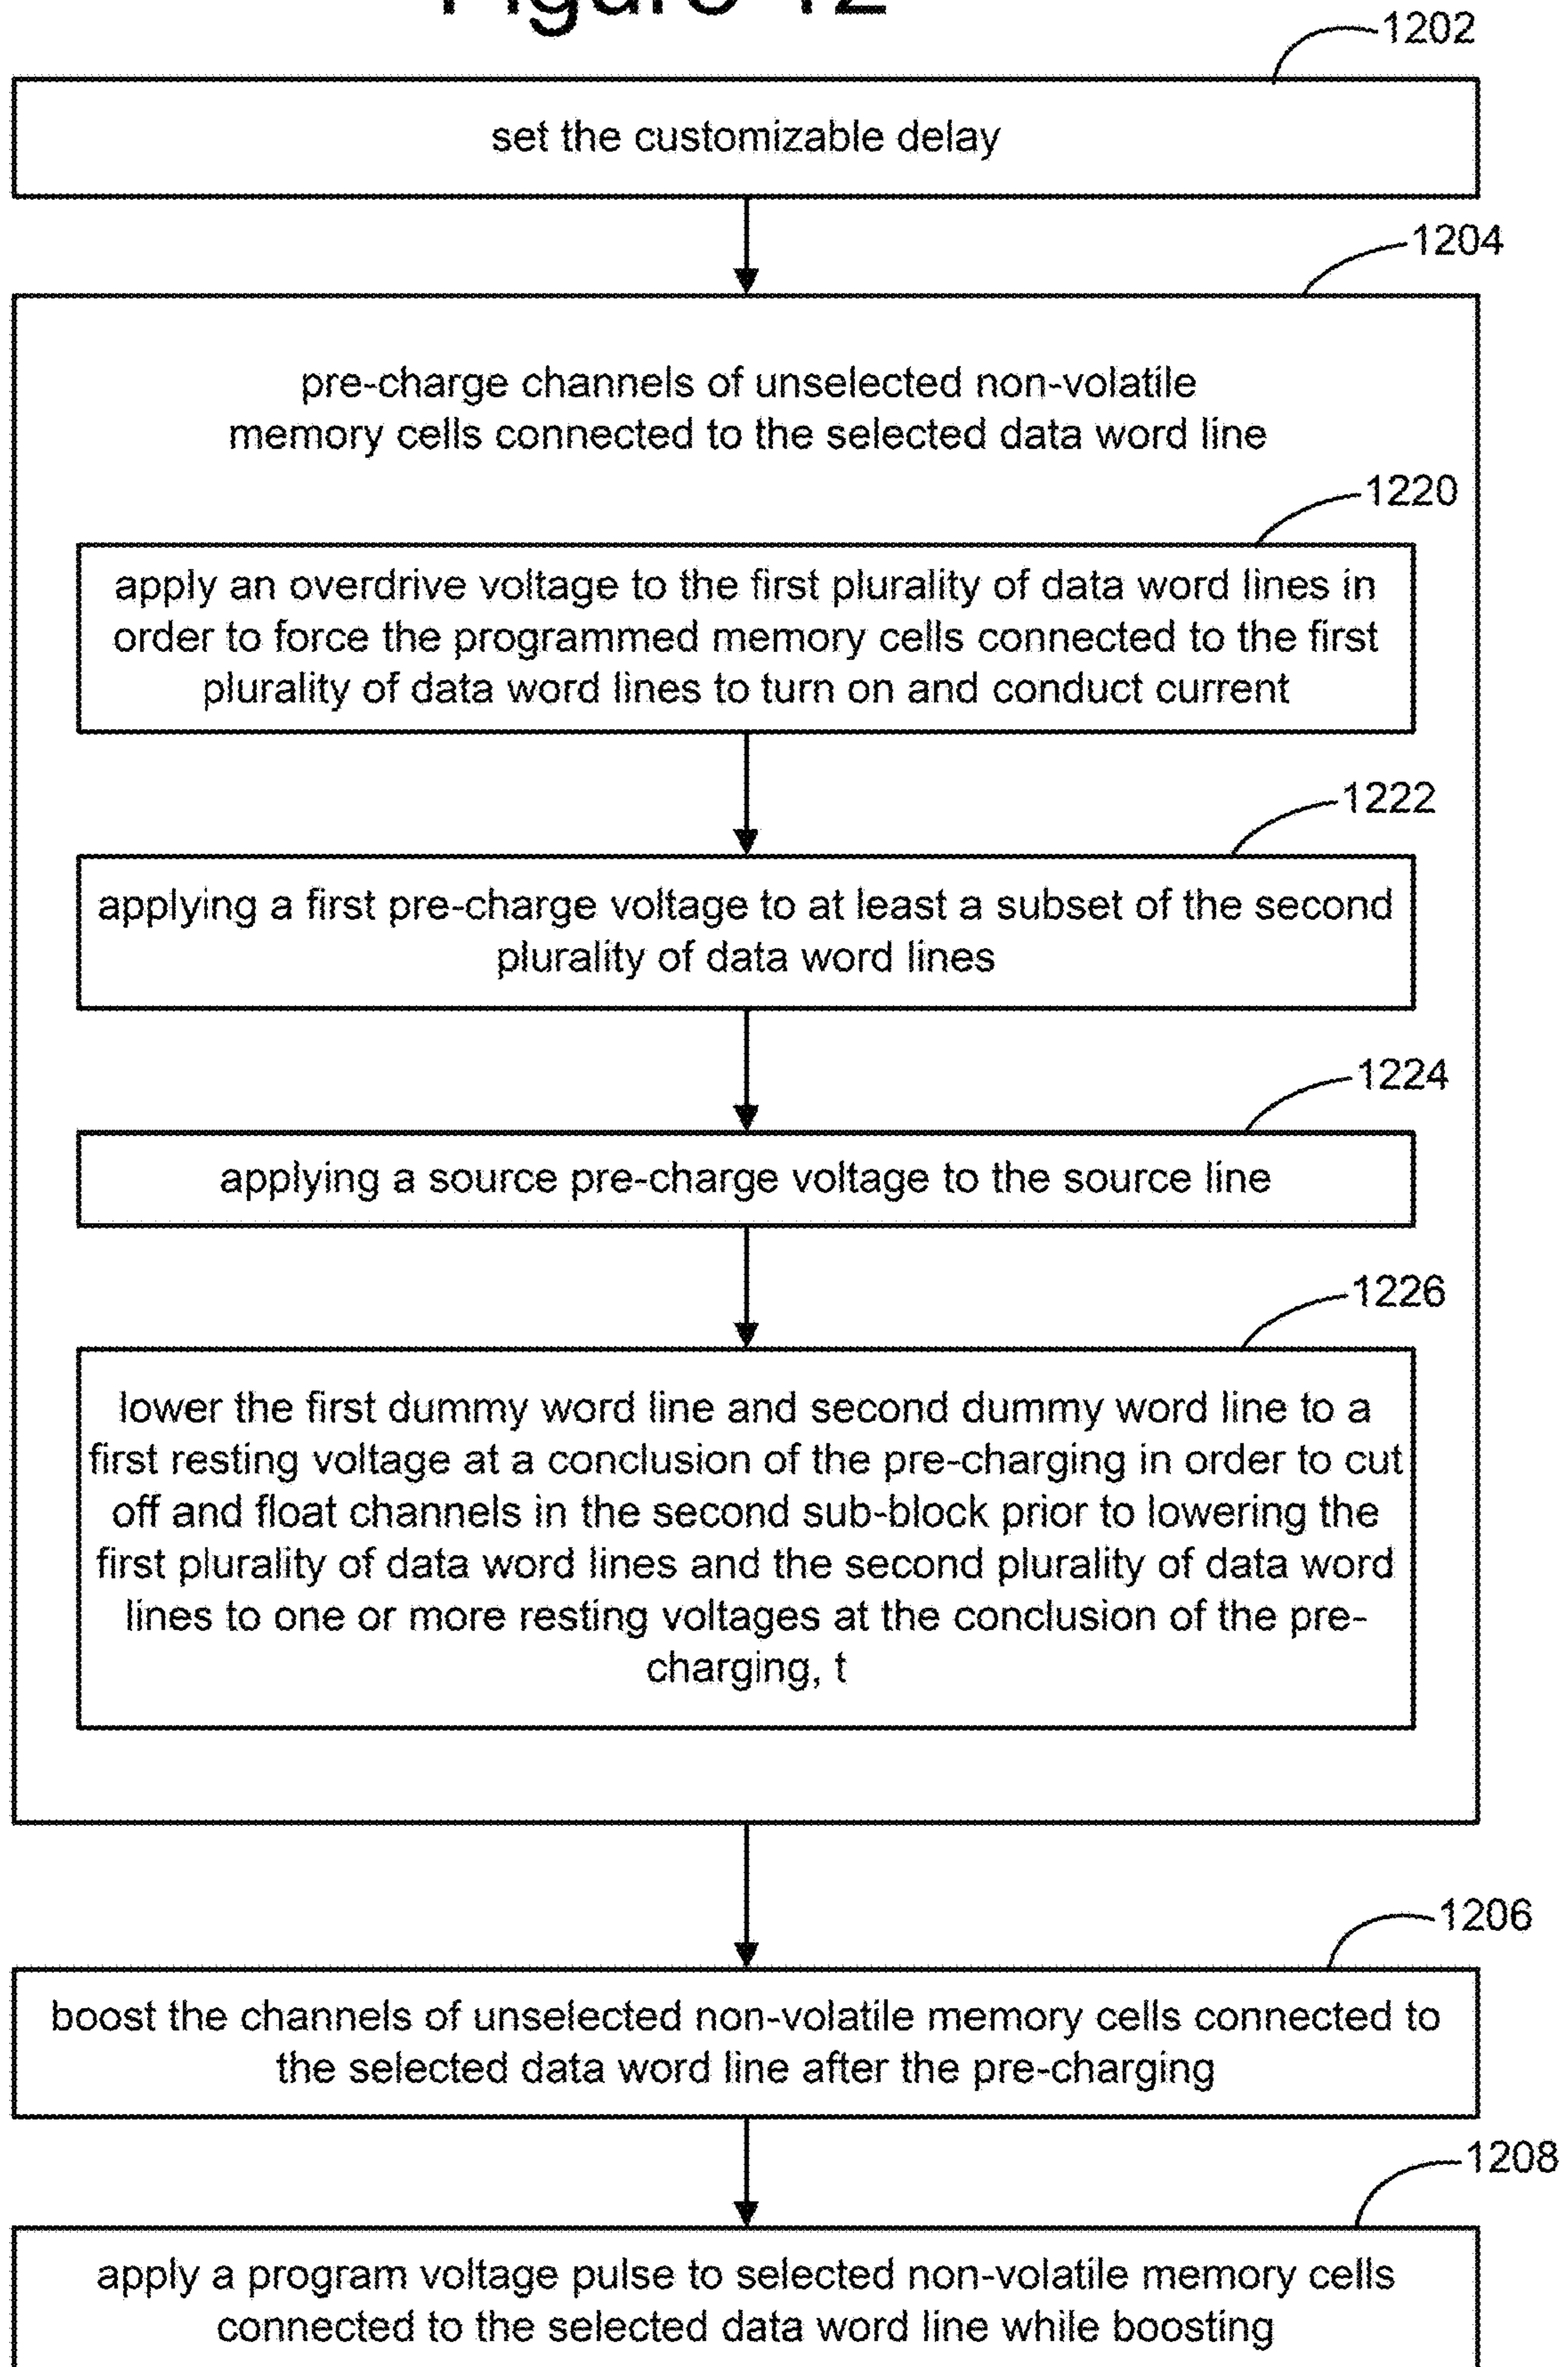 Figure 12
1202
set the customizable delay
1204
pre-charge channels of unselected non-volatile
memory cells connected to the selected data word line
1220
apply an overdrive voltage to the first plurality of data word lines in
order to force the programmed memory cells connected to the first
plurality of data word lines to turn on and conduct current
1222
applying a first pre-charge voltage to at least a subset of the second
plurality of data word lines
1224
applying a source pre-charge voltage to the source line
1226
lower the first dummy word line and second dummy word line to a
first resting voltage at a conclusion of the pre-charging in order to cut
off and float channels in the second sub-block prior to lowering the
first plurality of data word lines and the second plurality of data word
lines to one or more resting voltages at the conclusion of the pre-
charging, t
1206
boost the channels of unselected non-volatile memory cells connected to
the selected data word line after the pre-charging
1208
apply a program voltage pulse to selected non-volatile memory cells
connected to the selected data word line while boosting